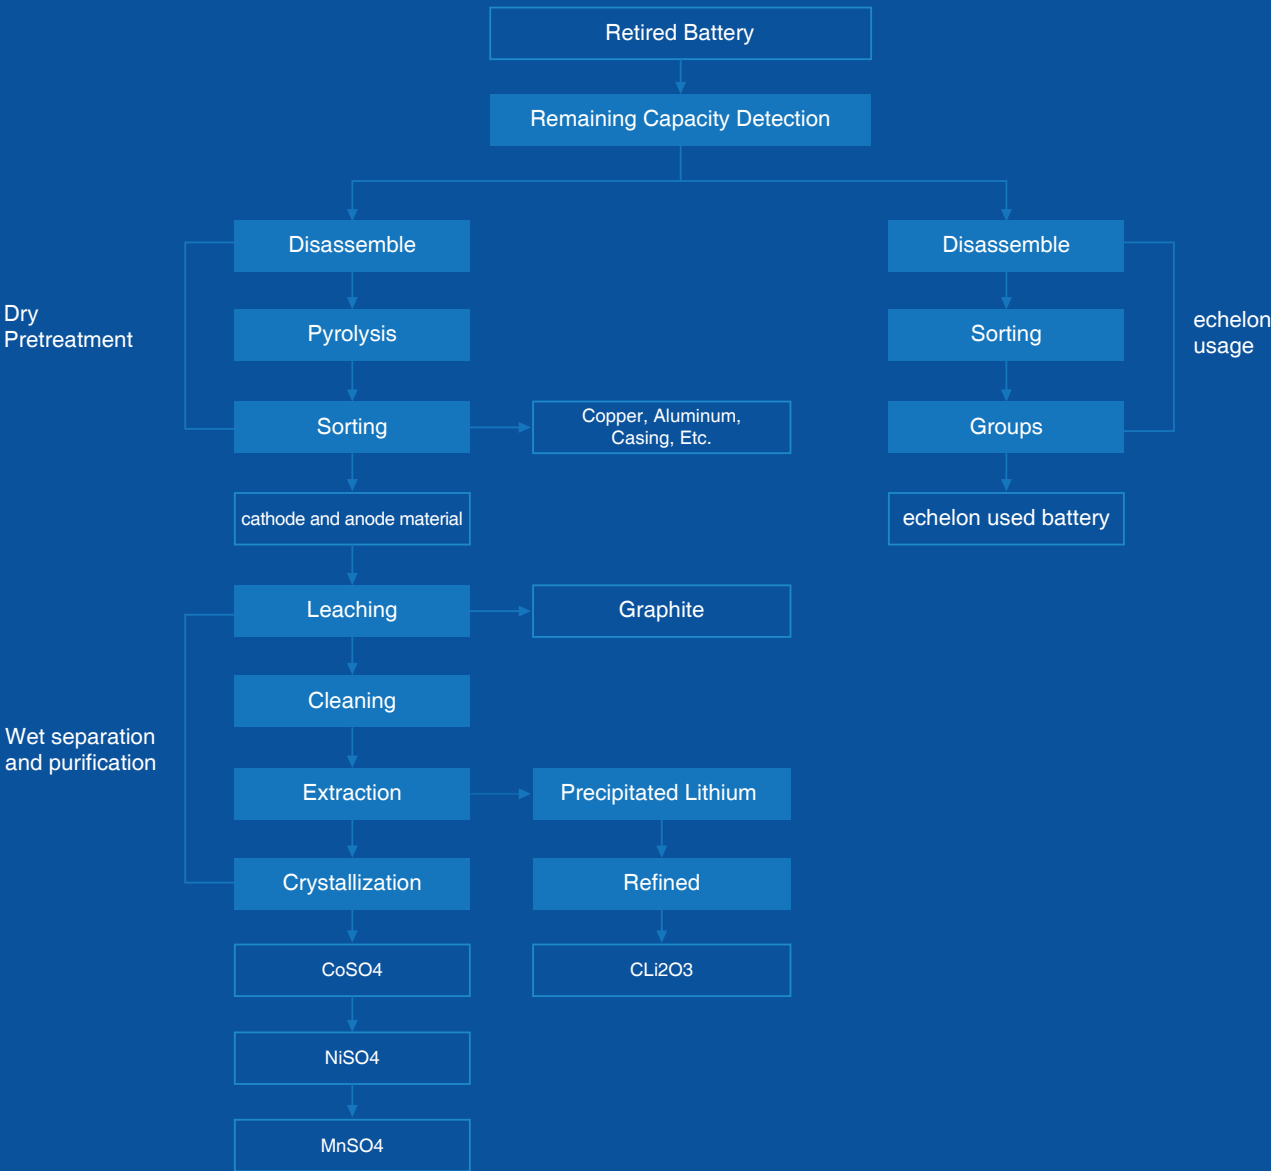 Retired Battery
Remaining Capacity Detection
Disassemble
Disassemble
Dry
Pretreatment
Pyrolysis
Sorting
echelon
usage
Sorting
Copper, Aluminum,
Casing, Etc.
Groups
cathode and anode material
echelon used battery
Leaching
Graphite
Cleaning
Wet separation
and purification
Extraction
Precipitated Lithium
Crystallization
Refined
CoSO4
CLi2O3
NiSO4
MnSO4